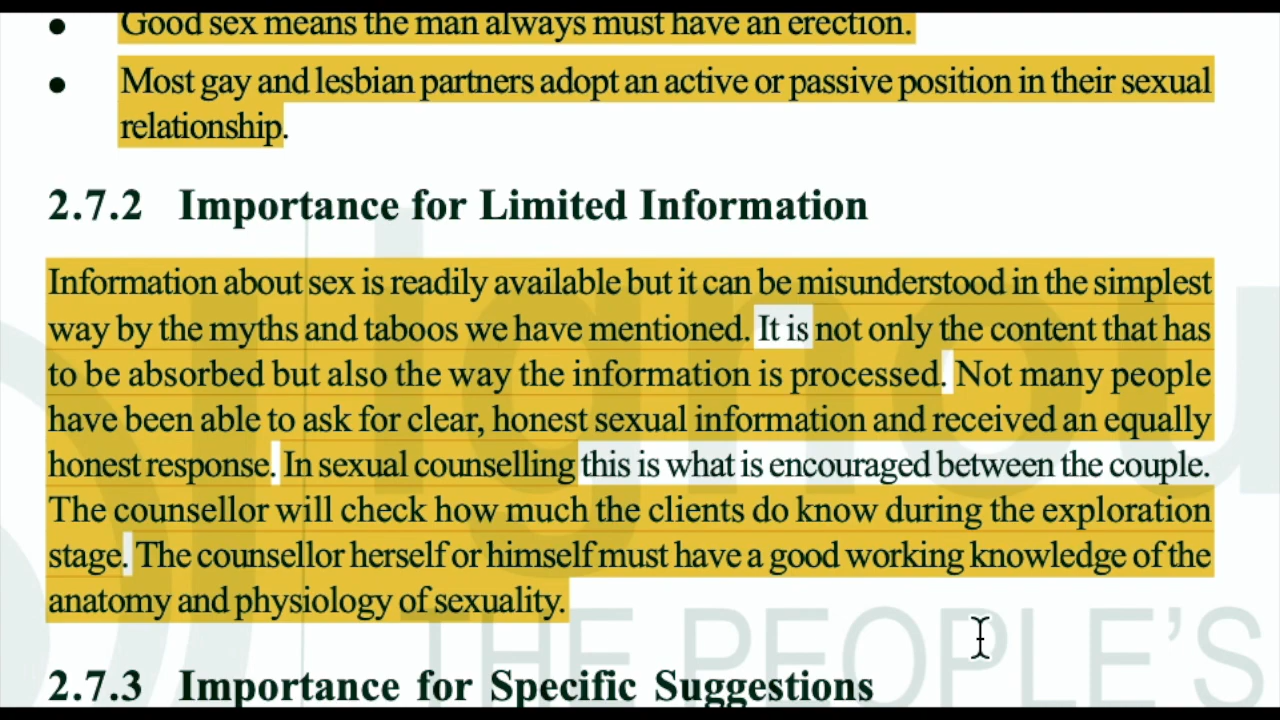 • Good sex means the man always must have an erection.
• Most gay and lesbian partners adopt an active or passive position in their sexual
relationship.
2.7.2 Importance for Limited Information
Information about sex is readily available but it can be misunderstood in the simplest
way by the myths and taboos we have mentioned. It is not only the content that has
to be absorbed but also the way the information is processed. Not many people
have been able to ask for clear, honest sexual information and received an equally
honest response. In sexual counselling this is what is encouraged between the couple.
The counsellor will check how much the clients do know during the exploration
stage. The counsellor herself or himself must have a good working knowledge of the
anatomy and physiology of sexuality.
THE PEOPLE'S
2.7.3 Importance for Specific Suggestions